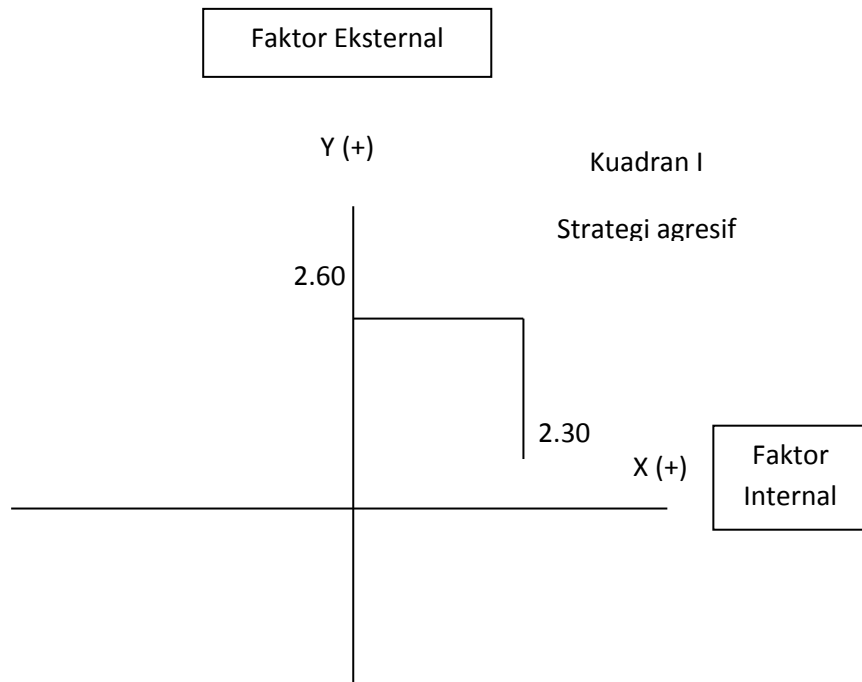 Faktor Eksternal
Y (+)
Kuadran I
Strategi agresif
2.60
2.30
X (+)
Faktor
Internal